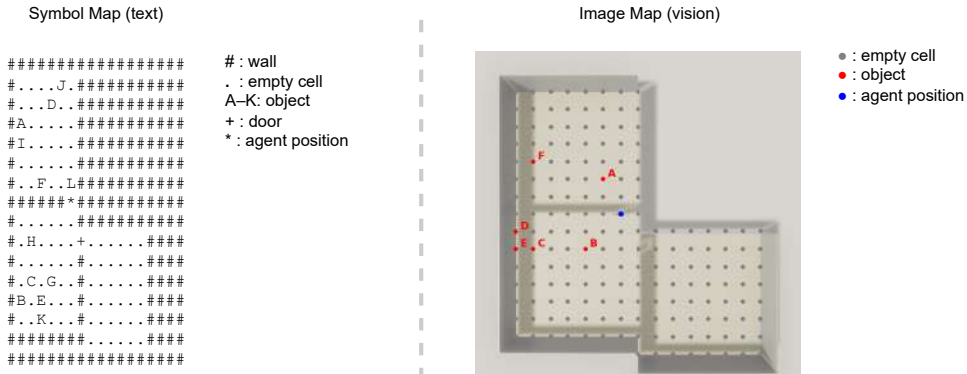 Symbol Map (text)
##################
#....J.###########
#...D..###########
#A.....###########
#I.....###########
#......###########
#..F..L###########
######*###########
#......###########
#.H....+......####
#......#......####
#.C.G..#......####
#B.E...#......####
#..K...#......####
########......####
##################
# : wall
. : empty cell
A–K: object
+ : door
* : agent position
Image Map (vision)
F
A
D
E C B
: empty cell
: object
: agent position